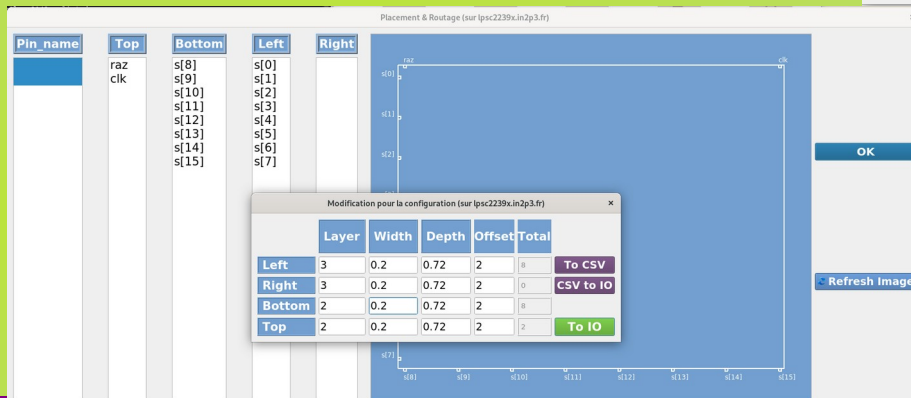 Placement & Routage (sur lpsc2239x.in2p3.fr)
Pin_name Top Bottom Left Right
raz
clk
s[8]
s[9]
s[10]
s[11]
s[12]
s[13]
s[14]
s[15]
s[0]
s[1]
s[2]
s[3]
s[4]
s[5]
s[6]
s[7]
raz clk
s[0]
s[1]
s[2]
s[7]
s[8] s[9] s[10] s[11] s[12] s[13] s[14] s[15]
OK
Refresh Image
Modification pour la configuration (sur lpsc2239x.in2p3.fr) ×
Layer Width Depth Offset Total
Left 3 0.2 0.72 2 8 To CSV
Right 3 0.2 0.72 2 0 CSV to IO
Bottom 2 0.2 0.72 2 8
Top 2 0.2 0.72 2 2 To IO